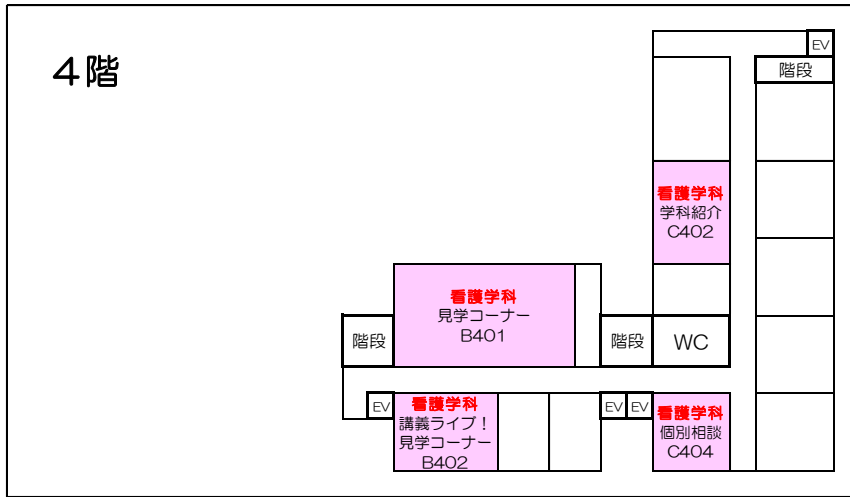 4階
EV
階段
看護学科
学科紹介
C402
看護学科
見学コーナー
B401
階段
階段
WC
EV
看護学科
講義ライブ！
見学コーナー
B402
EV
EV
看護学科
個別相談
C404